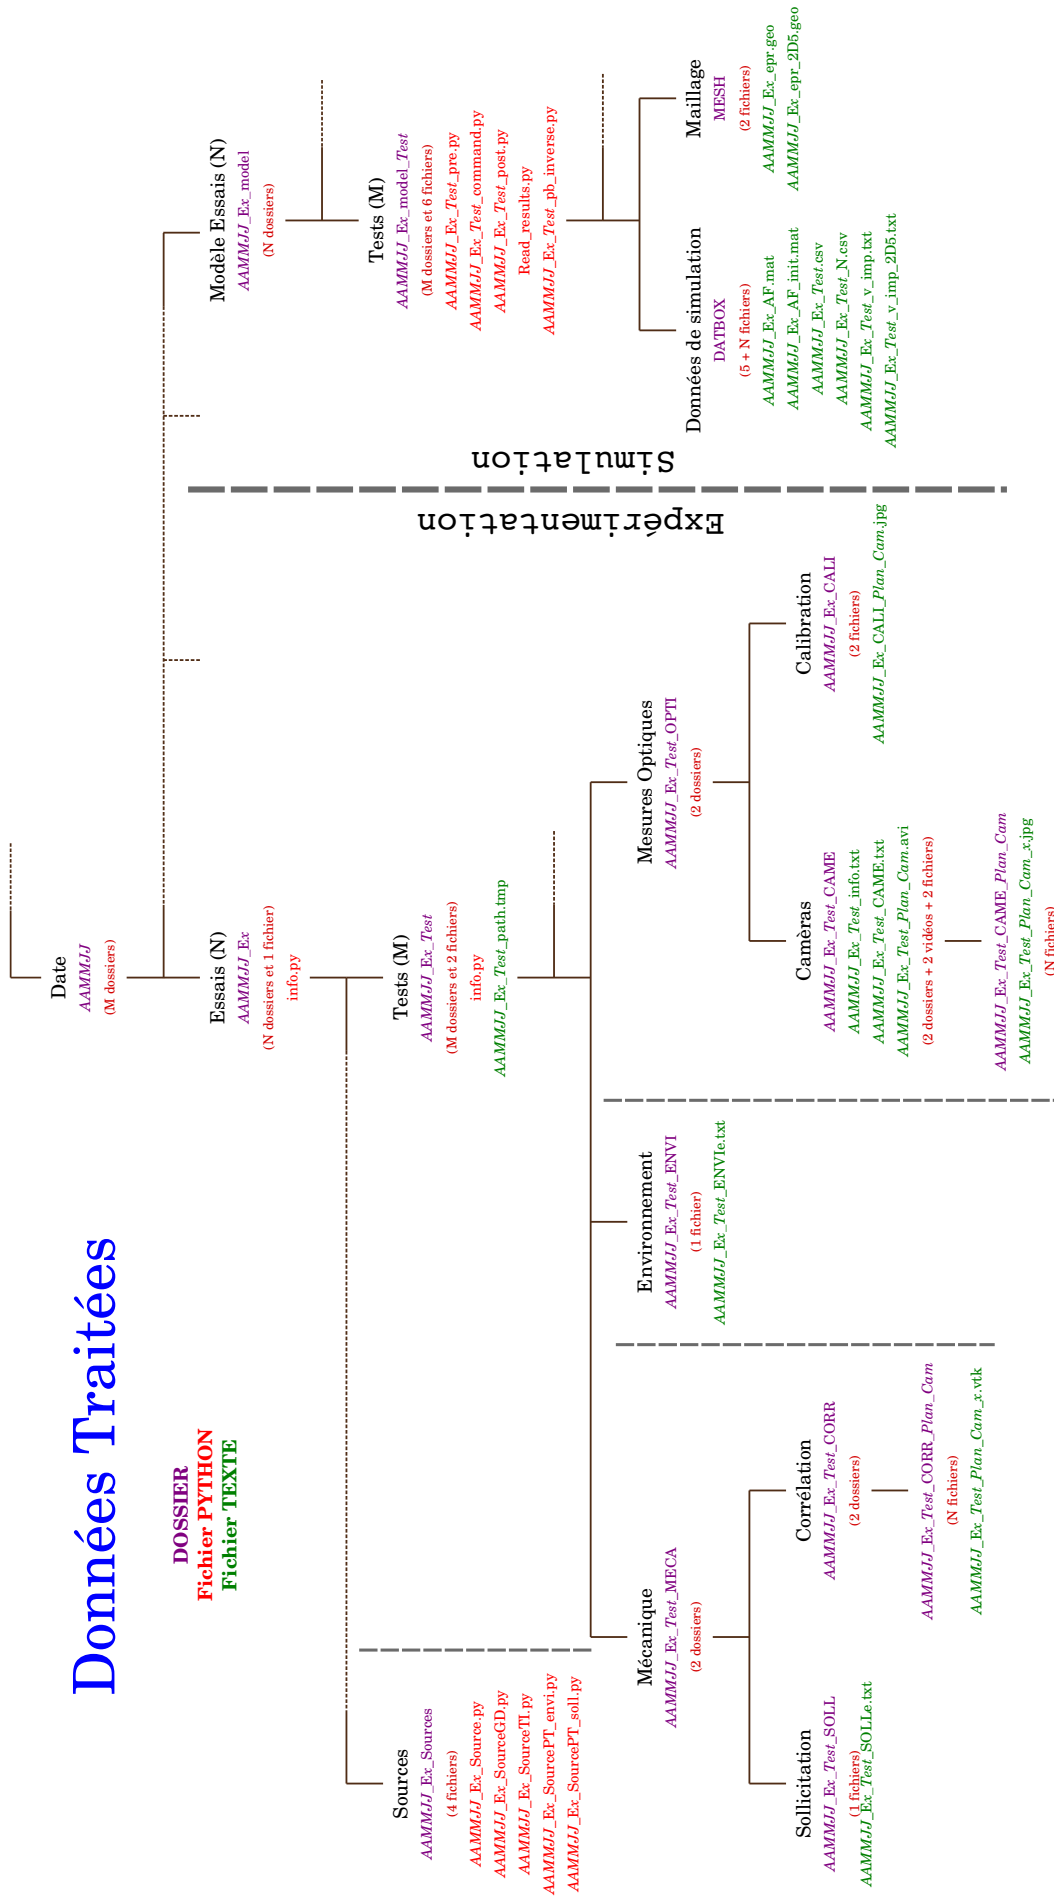 Données Traitées
DOSSIER
Fichier PYTHON
Fichier TEXTE
Date
AAMMJJ
(M dossiers)
Essais (N)
AAMMJJ_Ex
(N dossiers et 1 fichier)
info.py
Sources
AAMMJJ_Ex_Sources
(4 fichiers)
AAMMJJ_Ex_Source.py
AAMMJJ_Ex_SourceGD.py
AAMMJJ_Ex_SourceTI.py
AAMMJJ_Ex_SourcePT_envi.py
AAMMJJ_Ex_SourcePT_soll.py
Tests (M)
AAMMJJ_Ex_Test
(M dossiers et 2 fichiers)
info.py
AAMMJJ_Ex_Test_path.tmp
Mécanique
AAMMJJ_Ex_Test_MECA
(2 dossiers)
Sollicitation
AAMMJJ_Ex_Test_SOLL
(1 fichiers)
AAMMJJ_Ex_Test_SOLLe.txt
Corrélation
AAMMJJ_Ex_Test_CORR
(2 dossiers)
AAMMJJ_Ex_Test_CORR_Plan_Cam
(N fichiers)
AAMMJJ_Ex_Test_Plan_Cam_x.vtk
Environnement
AAMMJJ_Ex_Test_ENVI
(1 fichier)
AAMMJJ_Ex_Test_ENVIe.txt
Mesures Optiques
AAMMJJ_Ex_Test_OPTI
(2 dossiers)
Caméras
AAMMJJ_Ex_Test_CAME
AAMMJJ_Ex_Test_info.txt
AAMMJJ_Ex_Test_CAME.txt
AAMMJJ_Ex_Test_Plan_Cam.avi
(2 dossiers + 2 vidéos + 2 fichiers)
AAMMJJ_Ex_Test_CAME_Plan_Cam
AAMMJJ_Ex_Test_Plan_Cam_x.jpg
(N fichiers)
Calibration
AAMMJJ_Ex_CALI
(2 fichiers)
AAMMJJ_Ex_CALI_Plan_Cam.jpg
Expérimentation
Simulation
Modèle Essais (N)
AAMMJJ_Ex_model
(N dossiers)
Tests (M)
AAMMJJ_Ex_model_Test
(M dossiers et 6 fichiers)
AAMMJJ_Ex_Test_pre.py
AAMMJJ_Ex_Test_command.py
AAMMJJ_Ex_Test_post.py
Read_results.py
AAMMJJ_Ex_Test_pb_inverse.py
Données de simulation
DATBOX
(5 + N fichiers)
AAMMJJ_Ex_AF.mat
AAMMJJ_Ex_AF_init.mat
AAMMJJ_Ex_Test.csv
AAMMJJ_Ex_Test_N.csv
AAMMJJ_Ex_Test_v_imp.txt
AAMMJJ_Ex_Test_v_imp_2D5.txt
Maillage
MESH
(2 fichiers)
AAMMJJ_Ex_epr.geo
AAMMJJ_Ex_epr_2D5.geo